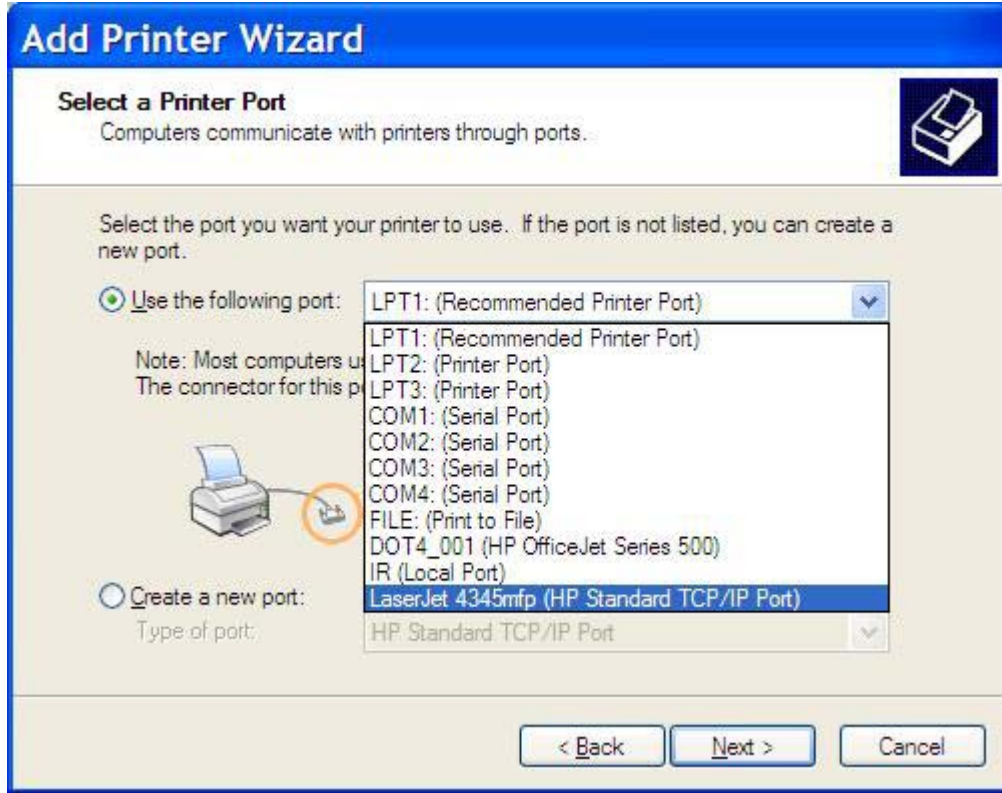 Add Printer Wizard
Select a Printer Port
Computers communicate with printers through ports.
Select the port you want your printer to use. If the port is not listed, you can create a
new port.
Use the following port:
LPT1: (Recommended Printer Port)
LPT1: (Recommended Printer Port)
Note: Most computers
LPT2: (Printer Port)
The connector for this
LPT3: (Printer Port)
COM1: (Serial Port)
COM2: (Serial Port)
COM3: (Serial Port)
COM4: (Serial Port)
FILE: (Print to File)
DOT4_001 (HP OfficeJet Series 500)
IR (Local Port)
Create a new port:
LaserJet 4345mfp (HP Standard TCP/IP Port)
Type of port:
HP Standard TCP/IP Port
< Back
Next >
Cancel